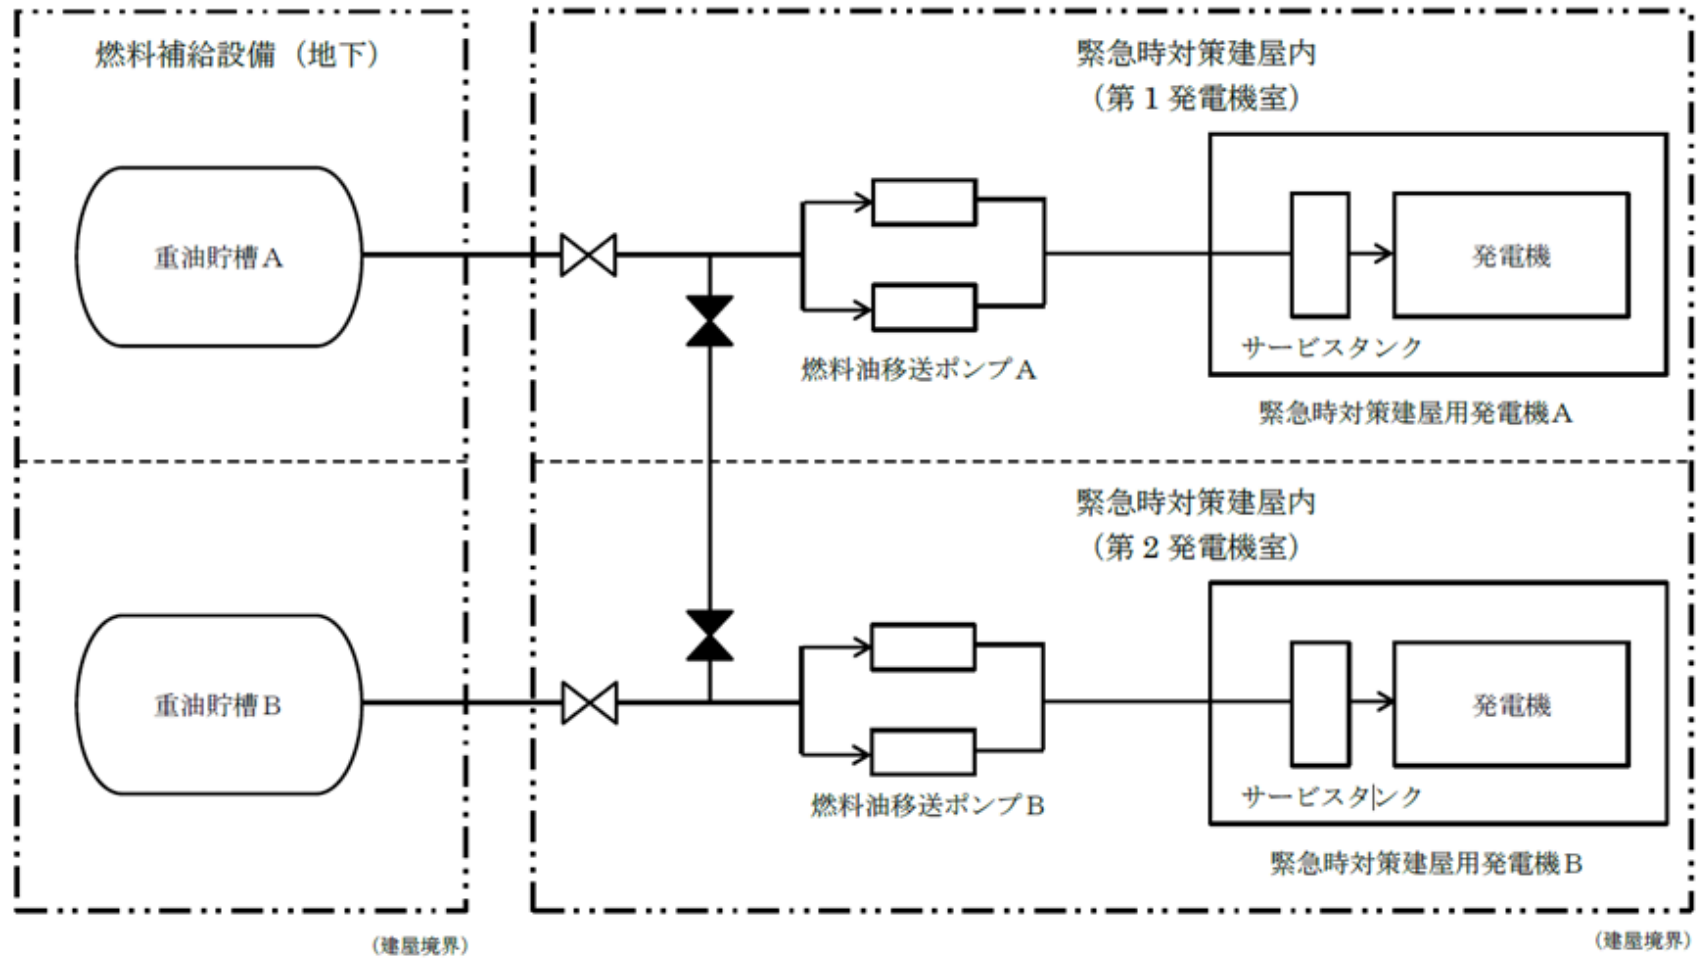 燃料補給設備（地下）
緊急時対策建屋内
（第１発電機室）
重油貯槽Ａ
発電機
サービスタンク
燃料油移送ポンプＡ
緊急時対策建屋用発電機Ａ
緊急時対策建屋内
（第２発電機室）
重油貯槽Ｂ
発電機
サービスタンク
燃料油移送ポンプＢ
緊急時対策建屋用発電機Ｂ
（建屋境界）
（建屋境界）